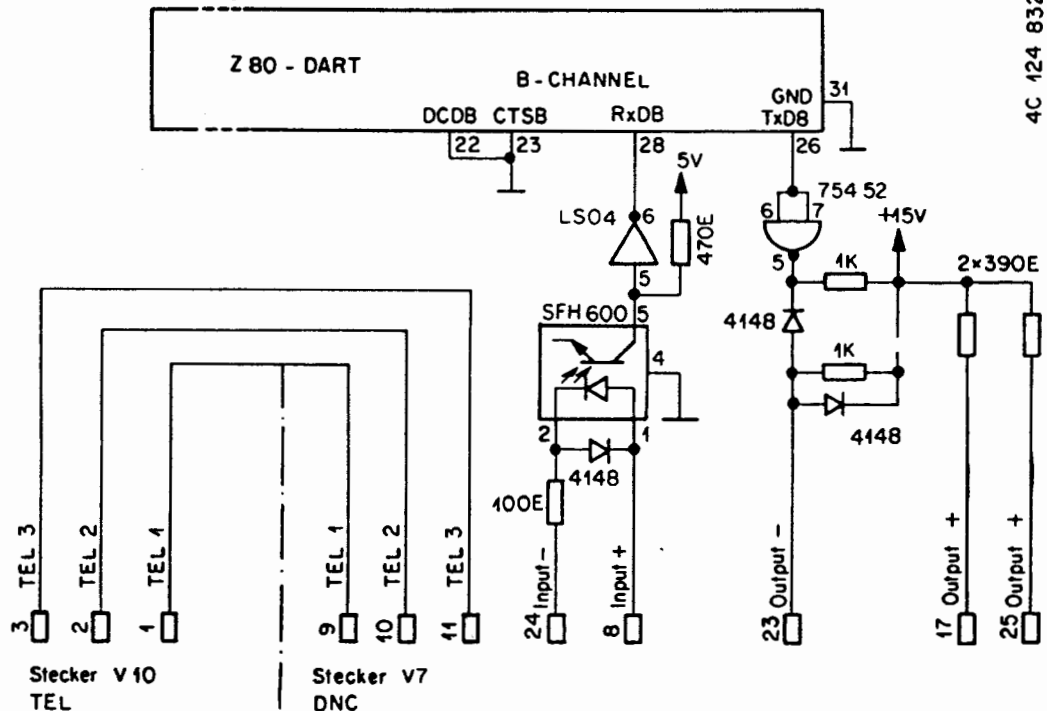 4C 124 832
Z 80 - DART
B-CHANNEL
DCDB
CTSB
RxDB
GND
TxDB
31
22
23
28
26
5V
754 52
6
7
+15V
LS04
6
470E
5
5
1K
2×390E
SFH 600
5
4148
4
1K
2
1
4148
4148
100E
TEL 3
TEL 2
TEL 1
TEL 1
TEL 2
TEL 3
Input -
Input +
Output -
Output +
Output +
3
2
1
9
10
11
24
8
23
17
25
Stecker V 10
TEL
Stecker V7
DNC